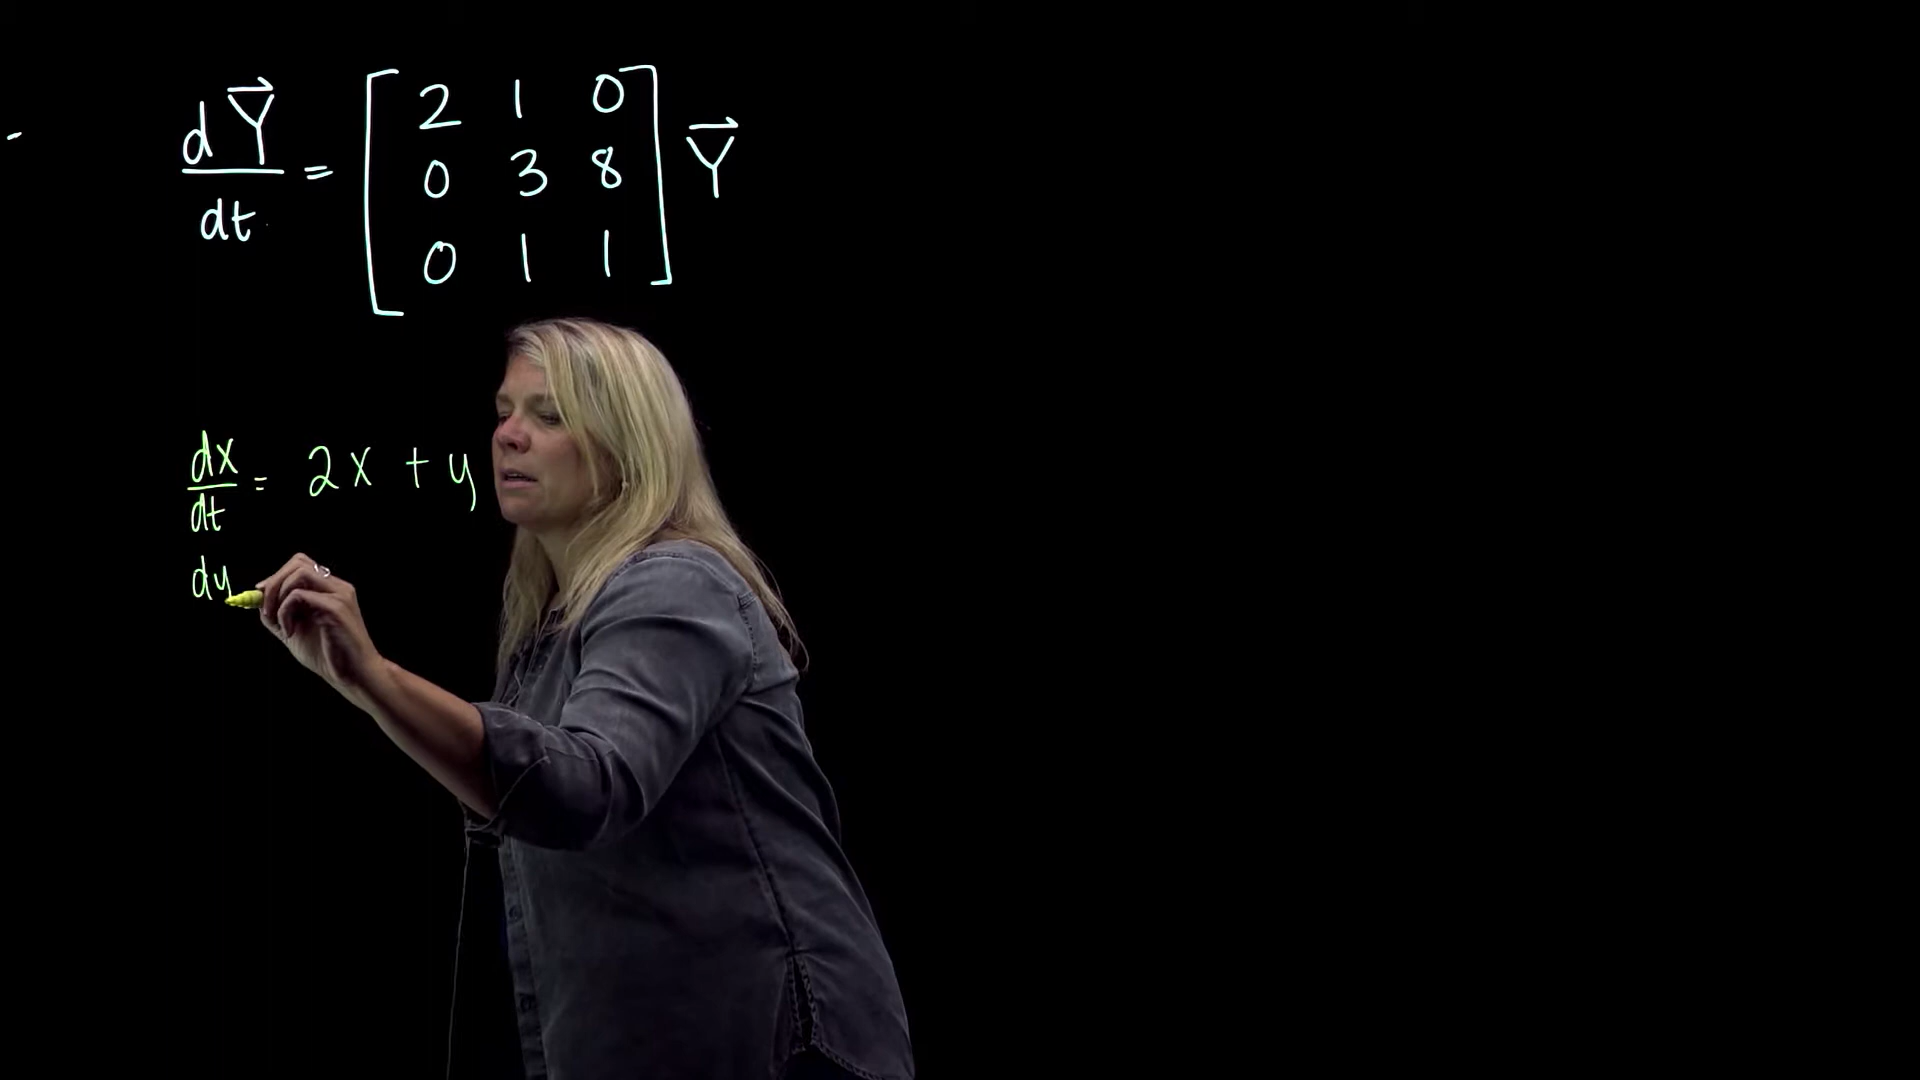 dY/dt = [2 1 0
0 3 8
0 1 1] Y
dx/dt = 2x + y
dy